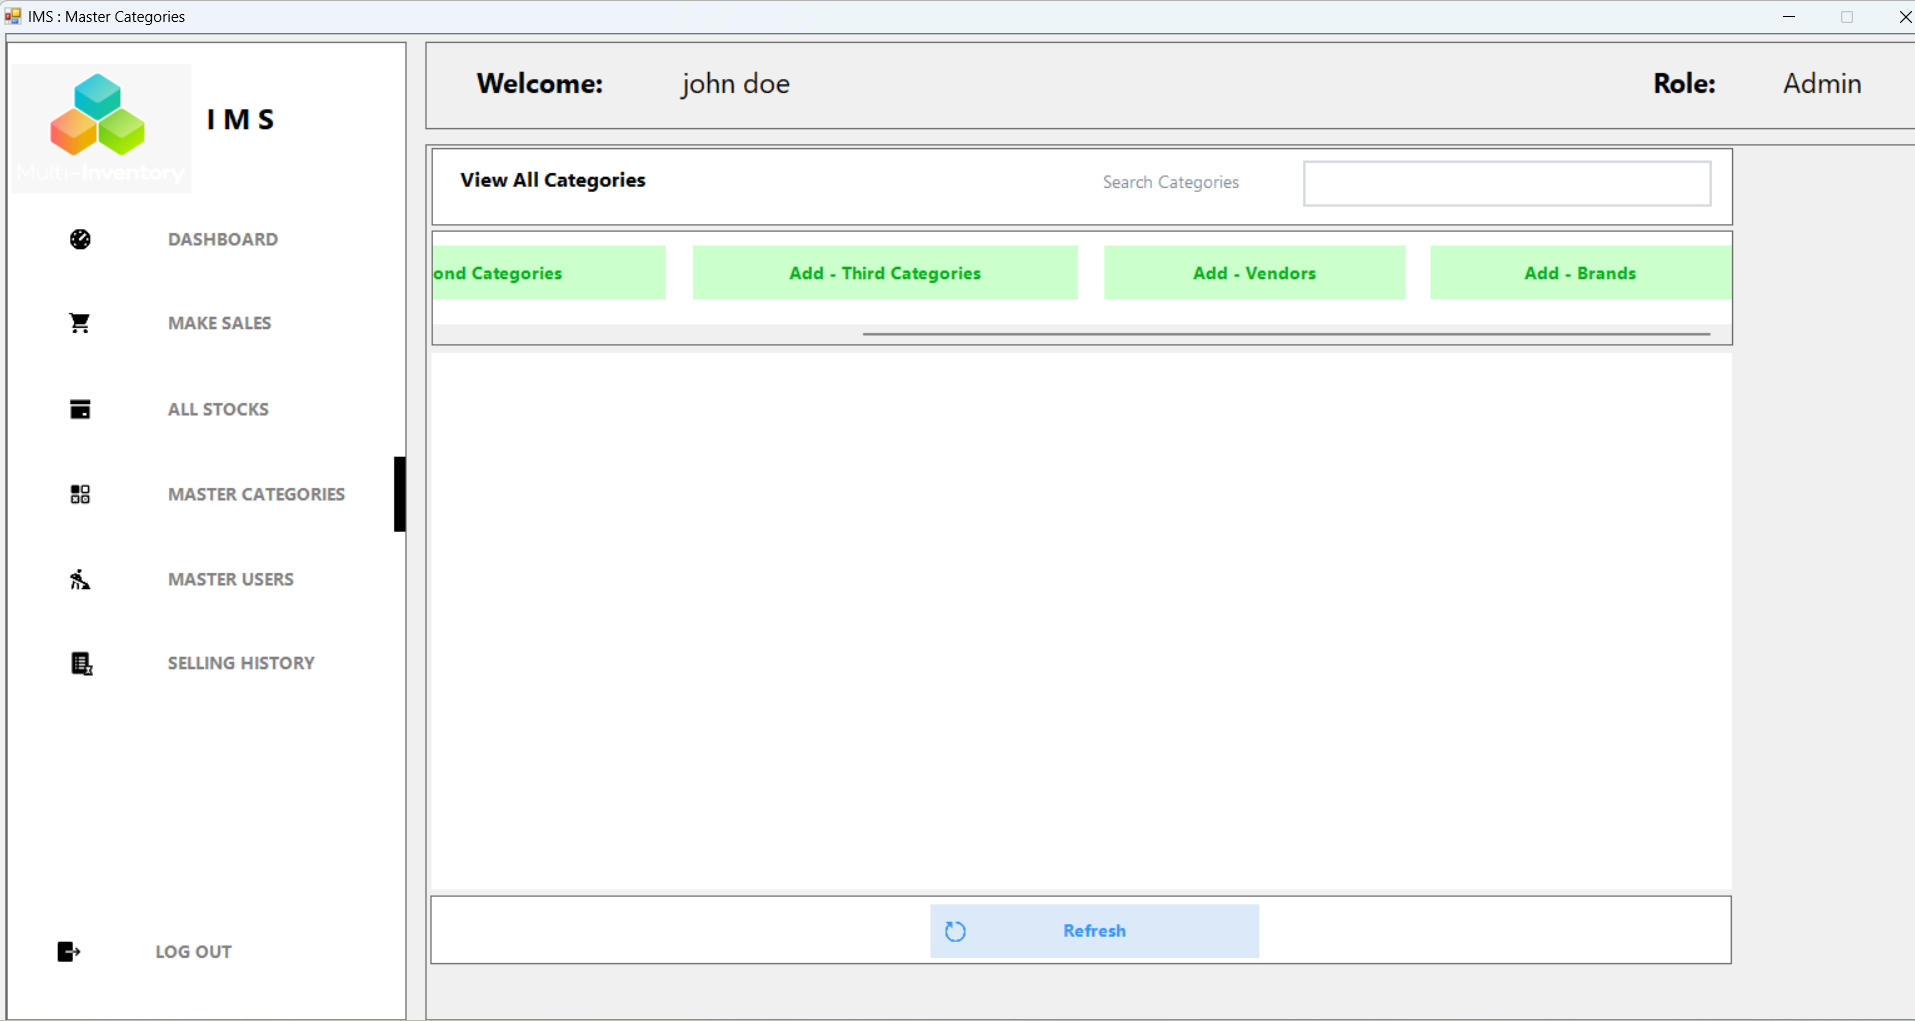 IMS : Master Categories
I M S
Multi-Inventory
Welcome: john doe Role: Admin
View All Categories Search Categories
ond Categories Add - Third Categories Add - Vendors Add - Brands
DASHBOARD
MAKE SALES
ALL STOCKS
MASTER CATEGORIES
MASTER USERS
SELLING HISTORY
LOG OUT
Refresh